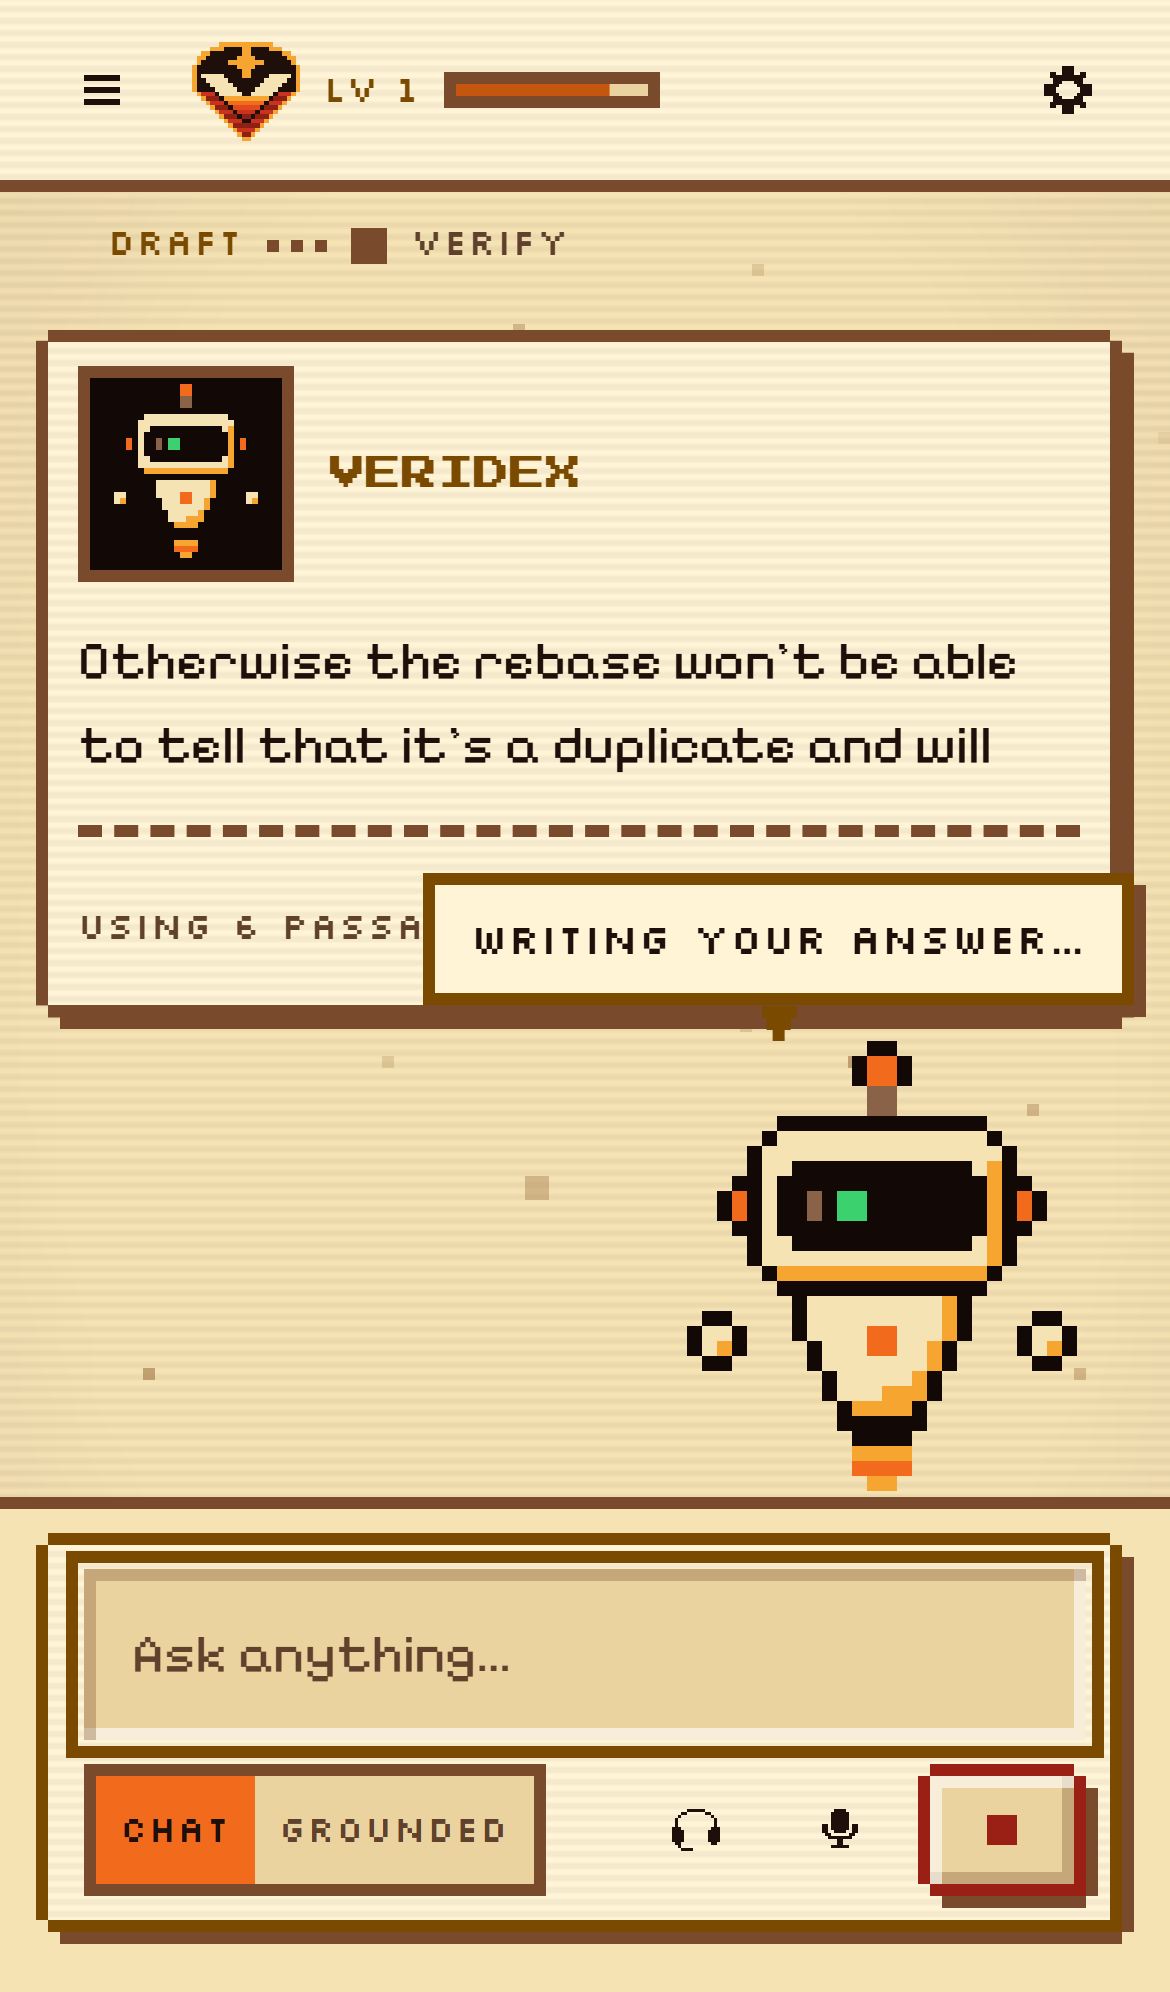 LV 1
DRAFT VERIFY
VERIDEX
Otherwise the rebase won't be able
to tell that it's a duplicate and will
USING 6 PASSA
WRITING YOUR ANSWER...
Ask anything...
CHAT GROUNDED